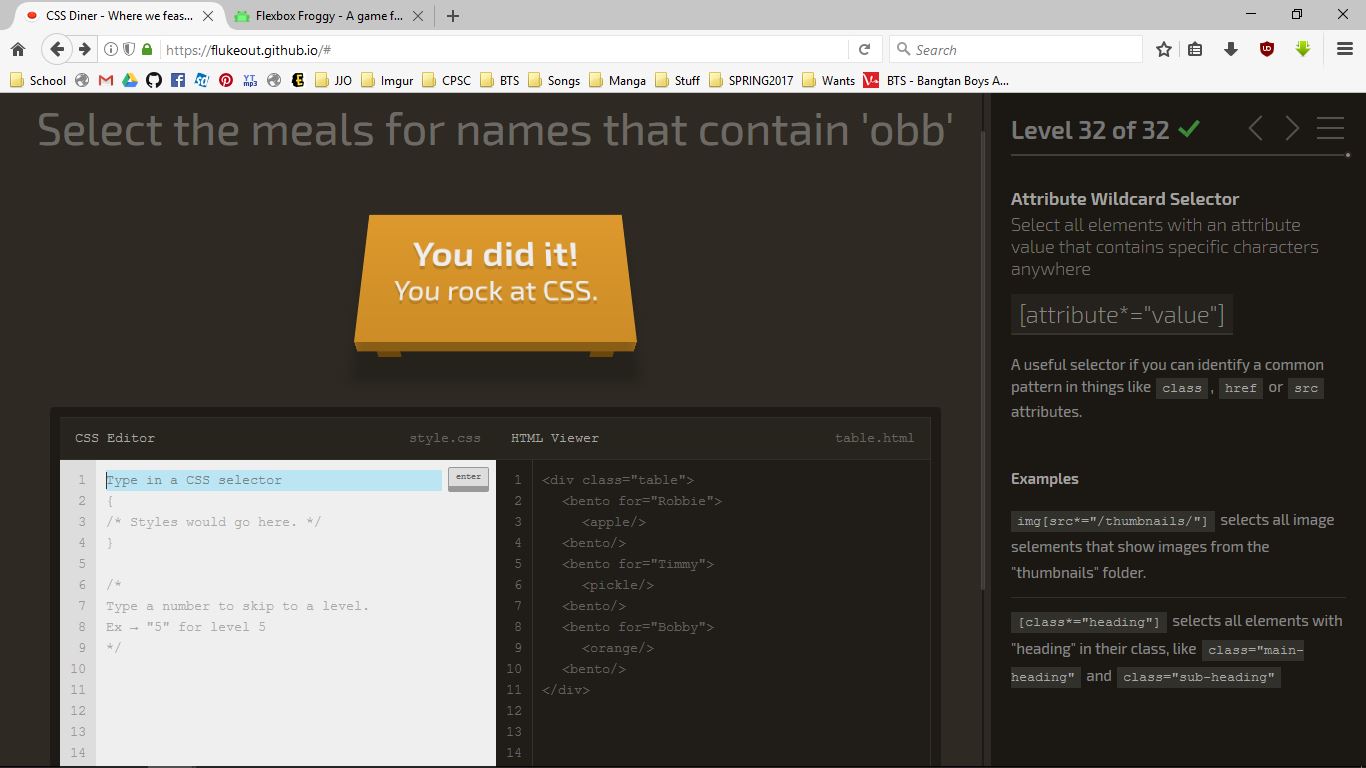 CSS Diner - Where we feas...
Flexbox Froggy - A game f...
https://flukeout.github.io/#
Search
School
YT mp3
JJO
Imgur
CPSC
BTS
Songs
Manga
Stuff
SPRING2017
Wants
BTS - Bangtan Boys A...
Select the meals for names that contain 'obb'
You did it!
You rock at CSS.
CSS Editor style.css
1 Type in a CSS selector enter
2 {
3 /* Styles would go here. */
4 }
5
6 /*
7 Type a number to skip to a level.
8 Ex → "5" for level 5
9 */
10
11
12
13
14
HTML Viewer table.html
1 <div class="table">
2 <bento for="Robbie">
3 <apple/>
4 <bento/>
5 <bento for="Timmy">
6 <pickle/>
7 <bento/>
8 <bento for="Bobby">
9 <orange/>
10 <bento/>
11 </div>
12
13
14
Level 32 of 32
Attribute Wildcard Selector
Select all elements with an attribute
value that contains specific characters
anywhere
[attribute*="value"]
A useful selector if you can identify a common
pattern in things like class , href or src
attributes.
Examples
img[src*="/thumbnails/"] selects all image
selements that show images from the
"thumbnails" folder.
[class*="heading"] selects all elements with
"heading" in their class, like class="main-
heading" and class="sub-heading"